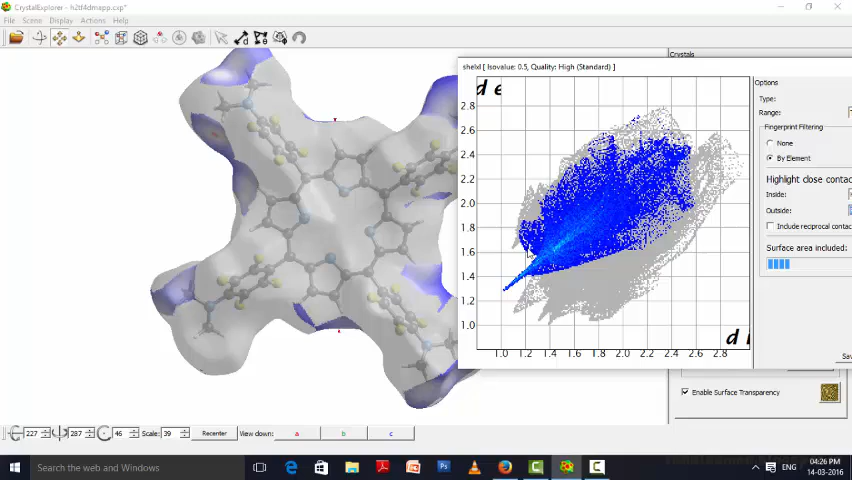 CrystalExplorer - h2tf4dmapp.cxp*
File Scene Display Actions Help
Crystals
shelxl [ Isovalue: 0.5, Quality: High (Standard) ]
d e
2.8
2.6
2.4
2.2
2.0
1.8
1.6
1.4
1.2
1.0
1.0 1.2 1.4 1.6 1.8 2.0 2.2 2.4 2.6 2.8
d i
Options
Type:
Range:
Fingerprint Filtering
None
By Element
Highlight close contac
Inside:
Outside:
Include reciprocal contac
Surface area included:
Sav
Enable Surface Transparency
227 287 46 Scale: 39 Recenter View down: a b c
Search the web and Windows
ENG
04:26 PM
14-03-2016